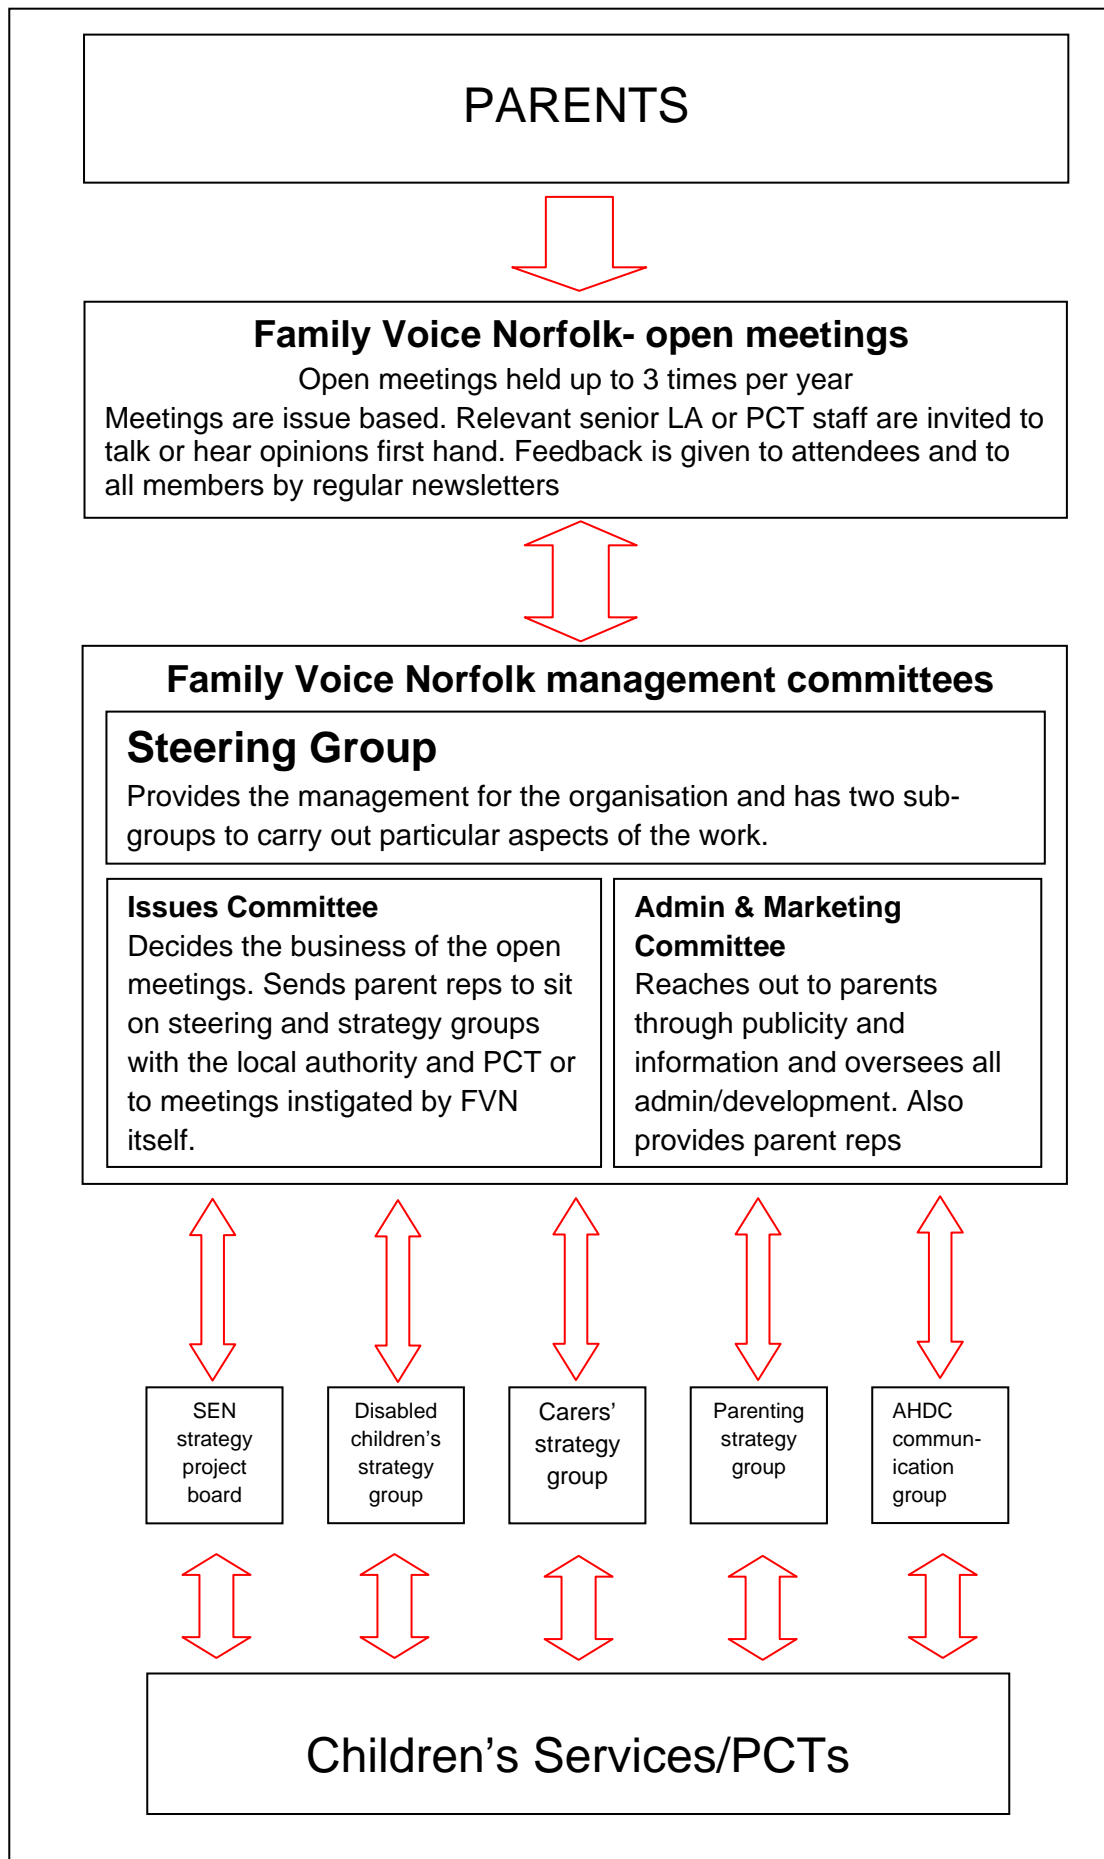 PARENTS
Family Voice Norfolk- open meetings
Open meetings held up to 3 times per year
Meetings are issue based. Relevant senior LA or PCT staff are invited to
talk or hear opinions first hand. Feedback is given to attendees and to
all members by regular newsletters
Family Voice Norfolk management committees
Steering Group
Provides the management for the organisation and has two sub-
groups to carry out particular aspects of the work.
Issues Committee
Decides the business of the open
meetings. Sends parent reps to sit
on steering and strategy groups
with the local authority and PCT or
to meetings instigated by FVN
itself.
Admin & Marketing
Committee
Reaches out to parents
through publicity and
information and oversees all
admin/development. Also
provides parent reps
SEN
strategy
project
board
Disabled
children's
strategy
group
Carers'
strategy
group
Parenting
strategy
group
AHDC
commun-
ication
group
Children's Services/PCTs